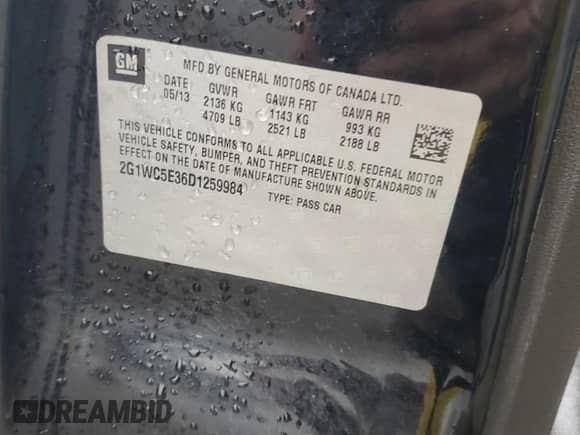 GM
MFD BY GENERAL MOTORS OF CANADA LTD.
DATE GVWR GAWR FRT GAWR RR
05/13 2136 KG 1143 KG 993 KG
4709 LB 2521 LB 2188 LB
THIS VEHICLE CONFORMS TO ALL APPLICABLE U.S. FEDERAL MOTOR
VEHICLE SAFETY, BUMPER, AND THEFT PREVENTION STANDARDS IN
EFFECT ON THE DATE OF MANUFACTURE SHOWN ABOVE.
2G1WC5E36D1259984 TYPE: PASS CAR
DREAMBID